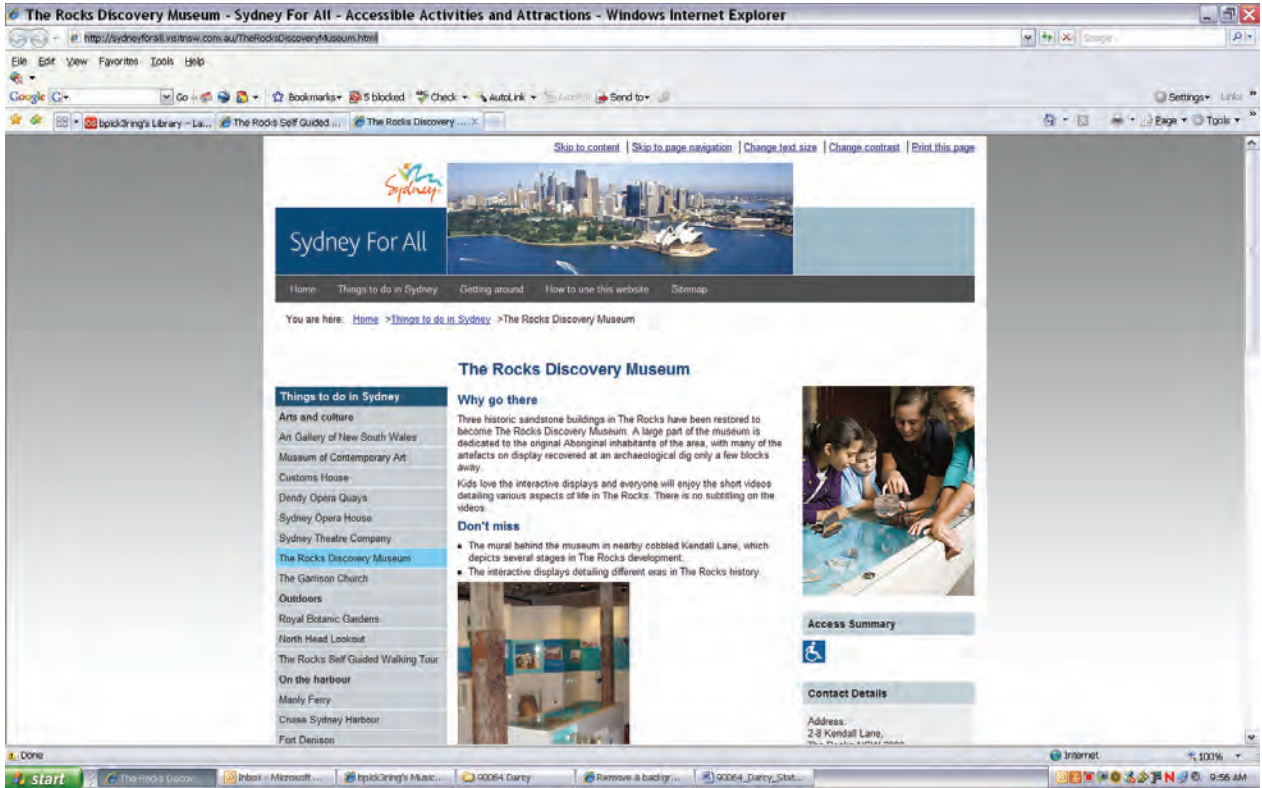 The Rocks Discovery Museum - Sydney For All - Accessible Activities and Attractions - Windows Internet Explorer
http://sydneyforall.visitnsw.com.au/TheRocksDiscoveryMuseum.html
Google
File Edit View Favorites Tools Help
Google G Go Bookmarks 5 blocked Check AutoLink AutoFill Send to Settings Links
bpick3ring's Library - La... The Rocks Self Guided ... The Rocks Discovery .... Page Tools
Skip to content | Skip to page navigation | Change text size | Change contrast | Print this page
Sydney
Sydney For All
Home Things to do in Sydney Getting around How to use this website Sitemap
You are here: Home >Things to do in Sydney >The Rocks Discovery Museum
The Rocks Discovery Museum
Things to do in Sydney
Arts and culture
Art Gallery of New South Wales
Museum of Contemporary Art
Customs House
Dendy Opera Quays
Sydney Opera House
Sydney Theatre Company
The Rocks Discovery Museum
The Garrison Church
Outdoors
Royal Botanic Gardens
North Head Lookout
The Rocks Self Guided Walking Tour
On the harbour
Manly Ferry
Cruise Sydney Harbour
Fort Denison
Why go there
Three historic sandstone buildings in The Rocks have been restored to
become The Rocks Discovery Museum. A large part of the museum is
dedicated to the original Aboriginal inhabitants of the area, with many of the
artefacts on display recovered at an archaeological dig only a few blocks
away.
Kids love the interactive displays and everyone will enjoy the short videos
detailing various aspects of life in The Rocks. There is no subtitling on the
videos.
Don't miss
The mural behind the museum in nearby cobbled Kendall Lane, which
depicts several stages in The Rocks development.
The interactive displays detailing different eras in The Rocks history.
Access Summary
Contact Details
Address:
2-8 Kendall Lane,
The Rocks NSW 2000
Done Internet 100%
start The Rocks Discov... Inbox - Microsoft ... bpick3ring's Music... 90064 Darcy Remove a backgr... 90064_Darcy_Stat... 9:56 AM